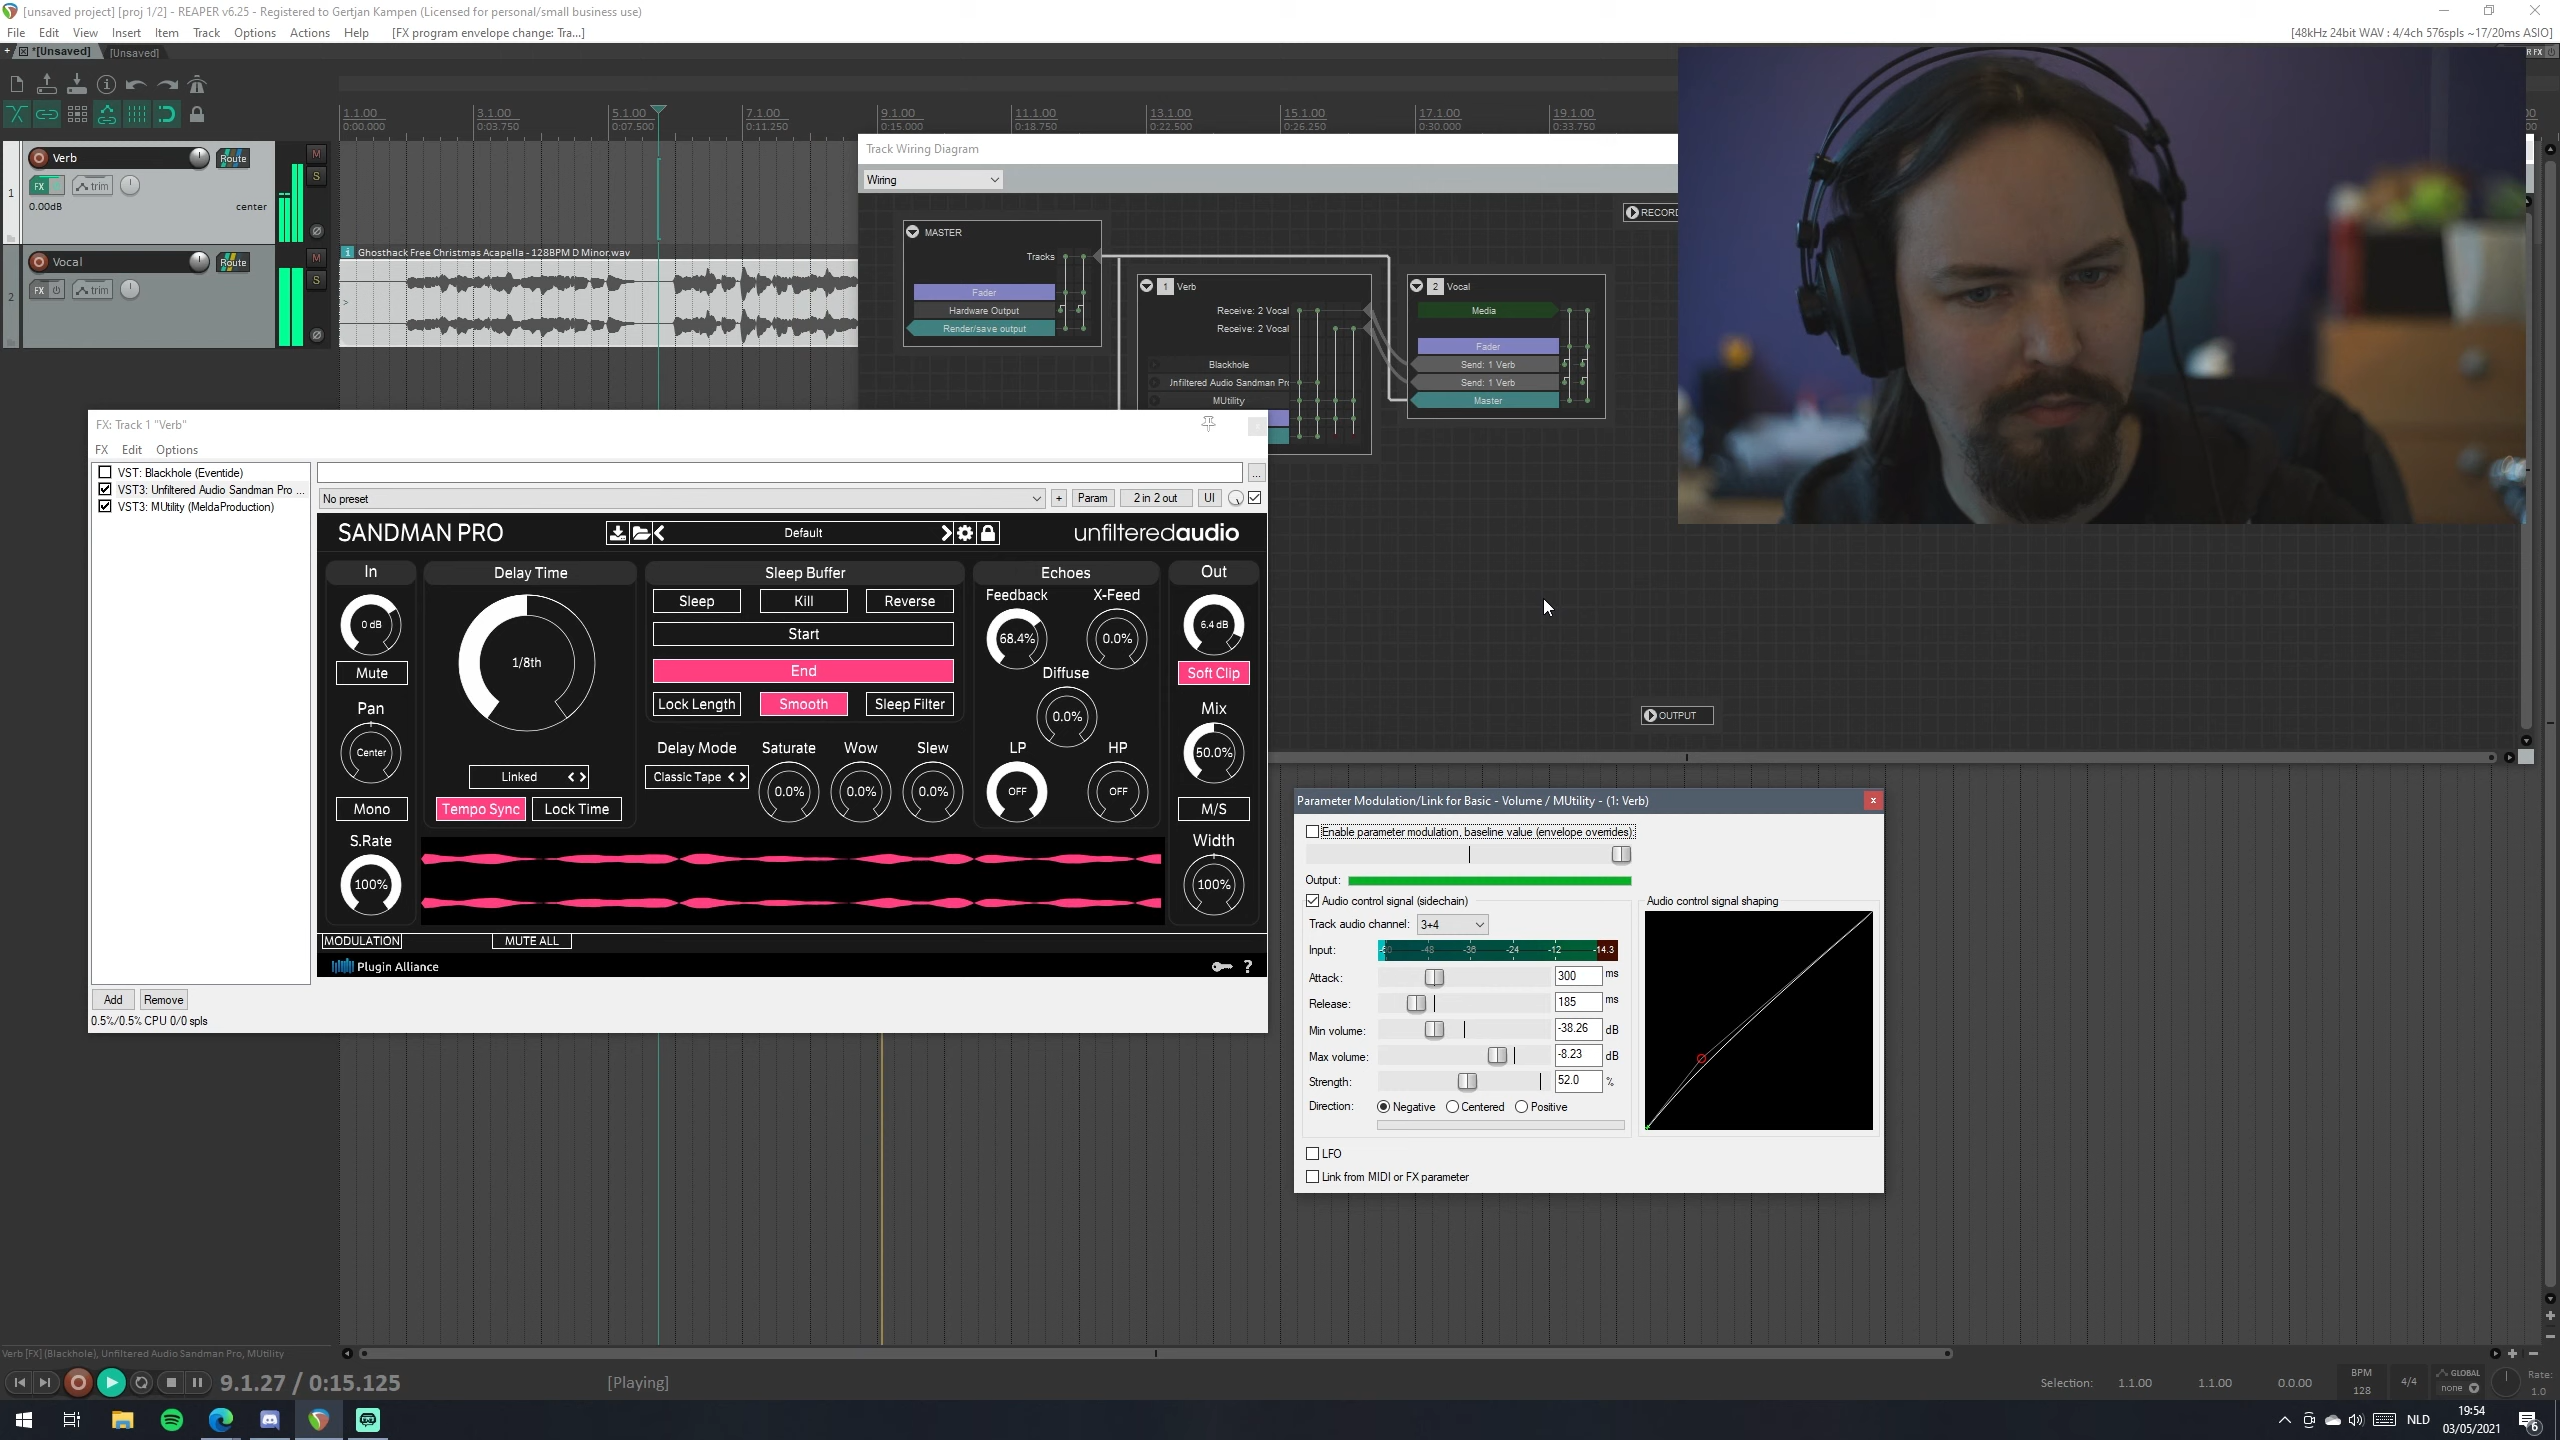 [unsaved project] [proj 1/2] - REAPER v6.25 - Registered to Gertjan Kampen (Licensed for personal/small business use)
File Edit View Insert Item Track Options Actions Help [FX program envelope change: Tra...]
[48kHz 24bit WAV : 4/4ch 576spls ~17/20ms ASIO]
*[Unsaved] [Unsaved]
1.1.00 3.1.00 5.1.00 7.1.00 9.1.00 11.1.00 13.1.00 15.1.00 17.1.00 19.1.00
0:00.000 0:03.750 0:07.500 0:11.250 0:15.000 0:18.750 0:22.500 0:26.250 0:30.000 0:33.750
1 Verb Route M
FX trim S
0.00dB center
2 Vocal Route M
FX trim S
Ghosthack Free Christmas Acapella - 128BPM D Minor.wav
Track Wiring Diagram
Wiring
RECORD
MASTER
Tracks
Fader
Hardware Output
Render/save output
1 Verb
Receive: 2 Vocal
Receive: 2 Vocal
Blackhole
Unfiltered Audio Sandman Pro
MUtility
2 Vocal
Media
Fader
Send: 1 Verb
Send: 1 Verb
Master
OUTPUT
FX: Track 1 "Verb"
FX Edit Options
VST: Blackhole (Eventide)
VST3: Unfiltered Audio Sandman Pro ...
VST3: MUtility (MeldaProduction)
No preset + Param 2 in 2 out UI
SANDMAN PRO Default unfilteredaudio
In Delay Time Sleep Buffer Echoes Out
0 dB
Mute
Pan
Center
Mono
S.Rate
100%
1/8th
Linked
Tempo Sync Lock Time
Sleep Kill Reverse
Start
End
Lock Length Smooth Sleep Filter
Delay Mode Saturate Wow Slew
Classic Tape 0.0% 0.0% 0.0%
Feedback X-Feed
68.4% 0.0%
Diffuse
0.0%
LP HP
OFF OFF
6.4 dB
Soft Clip
Mix
50.0%
M/S
Width
100%
MODULATION MUTE ALL
Plugin Alliance ?
Add Remove
0.5%/0.5% CPU 0/0 spls
Parameter Modulation/Link for Basic - Volume / MUtility - (1: Verb)
Enable parameter modulation, baseline value (envelope overrides)
Output:
Audio control signal (sidechain)
Track audio channel: 3+4
Input: -48 -36 -24 -12 -14.3
Attack: 300 ms
Release: 185 ms
Min volume: -38.26 dB
Max volume: -8.23 dB
Strength: 52.0 %
Direction: Negative Centered Positive
LFO
Link from MIDI or FX parameter
Audio control signal shaping
Verb [FX] (Blackhole), Unfiltered Audio Sandman Pro, MUtility
9.1.27 / 0:15.125 [Playing]
Selection: 1.1.00 1.1.00 0.0.00
BPM
128
4/4
GLOBAL
none
Rate:
1.0
NLD
19:54
03/05/2021
6